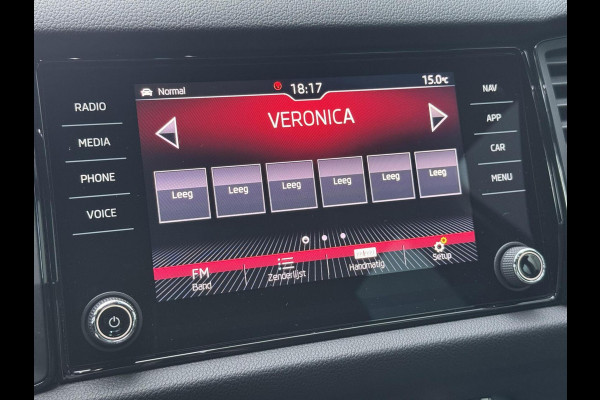 Normal 18:17 15.0°C
RADIO
MEDIA
PHONE
VOICE
VERONICA
Leeg Leeg Leeg Leeg Leeg Leeg
FM
Band
Zenderlijst
Handmatig
Setup
NAV
APP
CAR
MENU